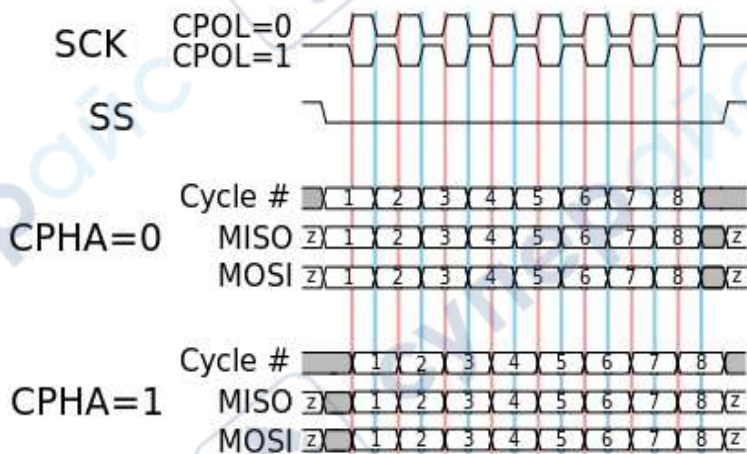 SCK CPOL=0
CPOL=1
SS
Cycle # 1 2 3 4 5 6 7 8
CPHA=0 MISO z 1 2 3 4 5 6 7 8 z
MOSI z 1 2 3 4 5 6 7 8 z
Cycle # 1 2 3 4 5 6 7 8
CPHA=1 MISO z 1 2 3 4 5 6 7 8 z
MOSI z 1 2 3 4 5 6 7 8 z